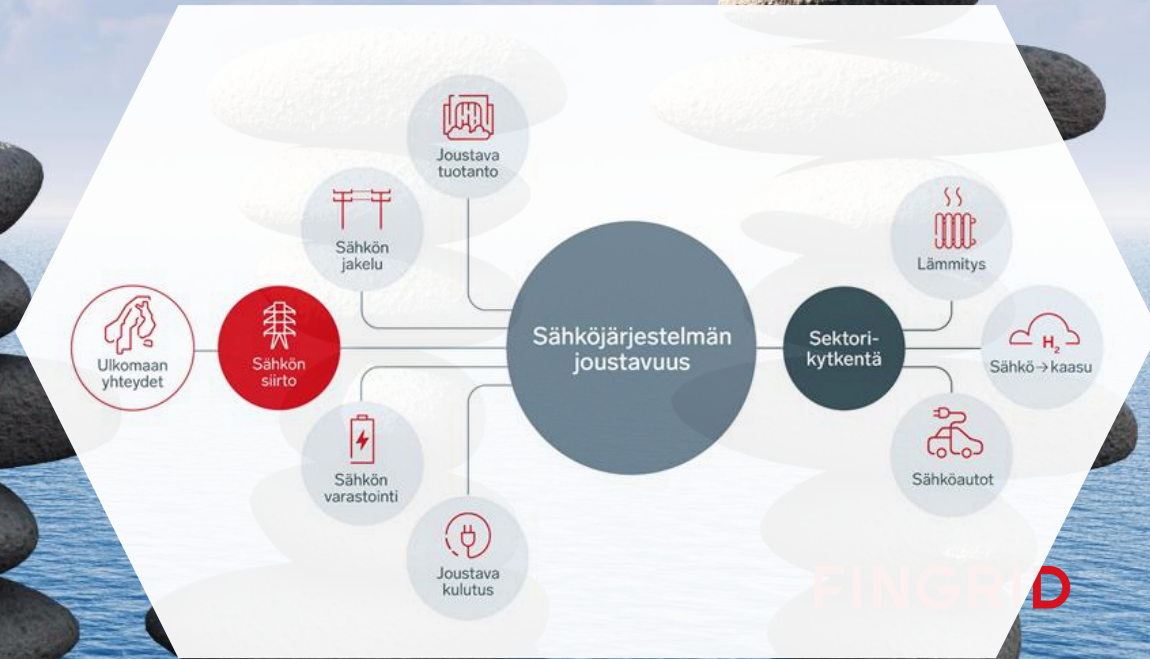 Joustava
tuotanto
Sähkön
jakelu
Lämmitys
Ulkomaan
yhteydet
Sähkön
siirto
Sähköjärjestelmän
joustavuus
Sektori-
kytkentä
H₂
Sähkö→kaasu
Sähkön
varastointi
Sähköautot
Joustava
kulutus
FINGRID